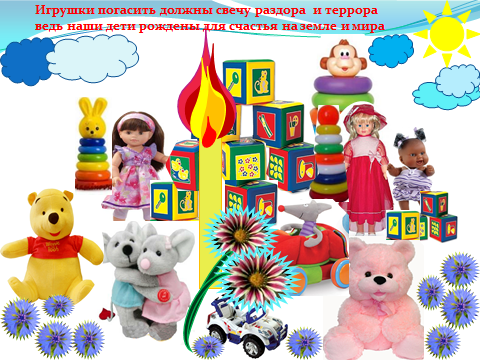 Игрушки погасить должны свечу раздора и террора
ведь наши дети рождены для счастья на земле и мира